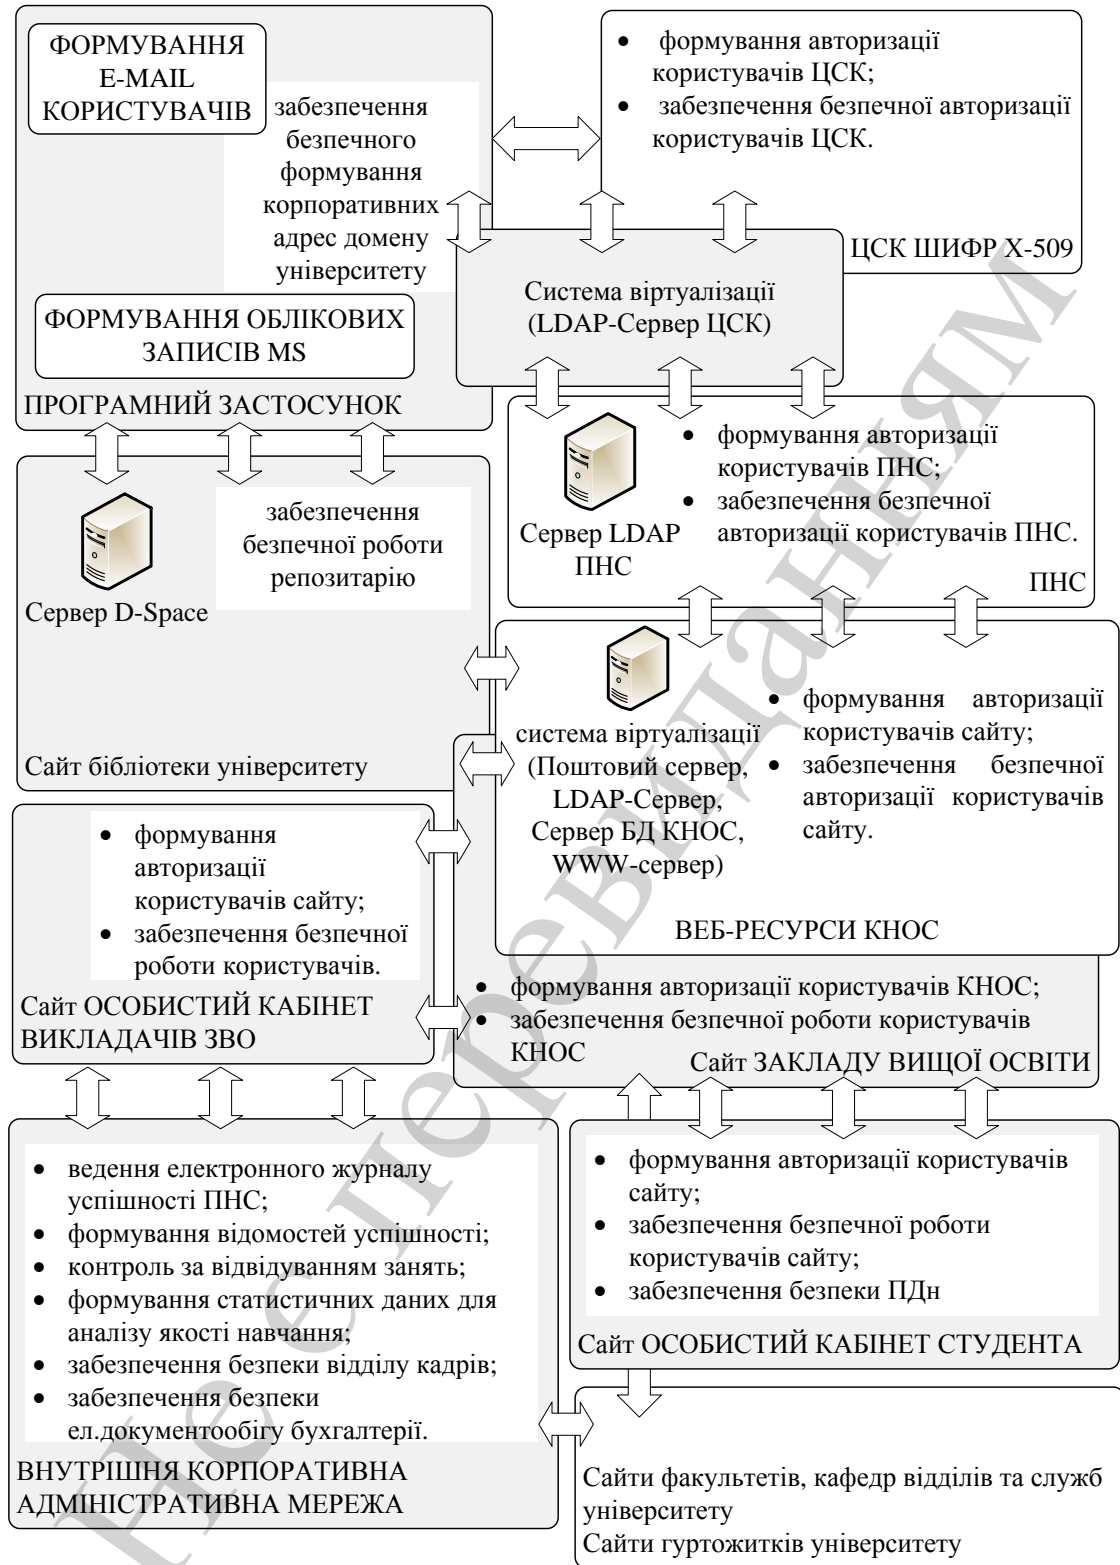 ФОРМУВАННЯ
E-MAIL
КОРИСТУВАЧІВ
забезпечення
безпечного
формування
корпоративних
адрес домену
університету
ФОРМУВАННЯ ОБЛІКОВИХ
ЗАПИСІВ MS
ПРОГРАМНИЙ ЗАСТОСУНОК
• формування авторизації
користувачів ЦСК;
• забезпечення безпечної авторизації
користувачів ЦСК.
ЦСК ШИФР Х-509
Система віртуалізації
(LDAP-Сервер ЦСК)
• формування авторизації
користувачів ПНС;
• забезпечення безпечної
авторизації користувачів ПНС.
Сервер LDAP
ПНС
ПНС
забезпечення
безпечної роботи
репозитарію
Сервер D-Space
Сайт бібліотеки університету
система віртуалізації
(Поштовий сервер,
LDAP-Сервер,
Сервер БД КНОС,
WWW-сервер)
• формування авторизації
користувачів сайту;
• забезпечення безпечної
авторизації користувачів
сайту.
ВЕБ-РЕСУРСИ КНОС
• формування
авторизації
користувачів сайту;
• забезпечення безпечної
роботи користувачів.
Сайт ОСОБИСТИЙ КАБІНЕТ
ВИКЛАДАЧІВ ЗВО
• формування авторизації користувачів КНОС;
• забезпечення безпечної роботи користувачів
КНОС
Сайт ЗАКЛАДУ ВИЩОЇ ОСВІТИ
• ведення електронного журналу
успішності ПНС;
• формування відомостей успішності;
• контроль за відвідуванням занять;
• формування статистичних даних для
аналізу якості навчання;
• забезпечення безпеки відділу кадрів;
• забезпечення безпеки
ел.документообігу бухгалтерії.
ВНУТРІШНЯ КОРПОРАТИВНА
АДМІНІСТРАТИВНА МЕРЕЖА
• формування авторизації користувачів
сайту;
• забезпечення безпечної роботи
користувачів сайту;
• забезпечення безпеки ПДн
Сайт ОСОБИСТИЙ КАБІНЕТ СТУДЕНТА
Сайти факультетів, кафедр відділів та служб
університету
Сайти гуртожитків університету
Не є перевиданням